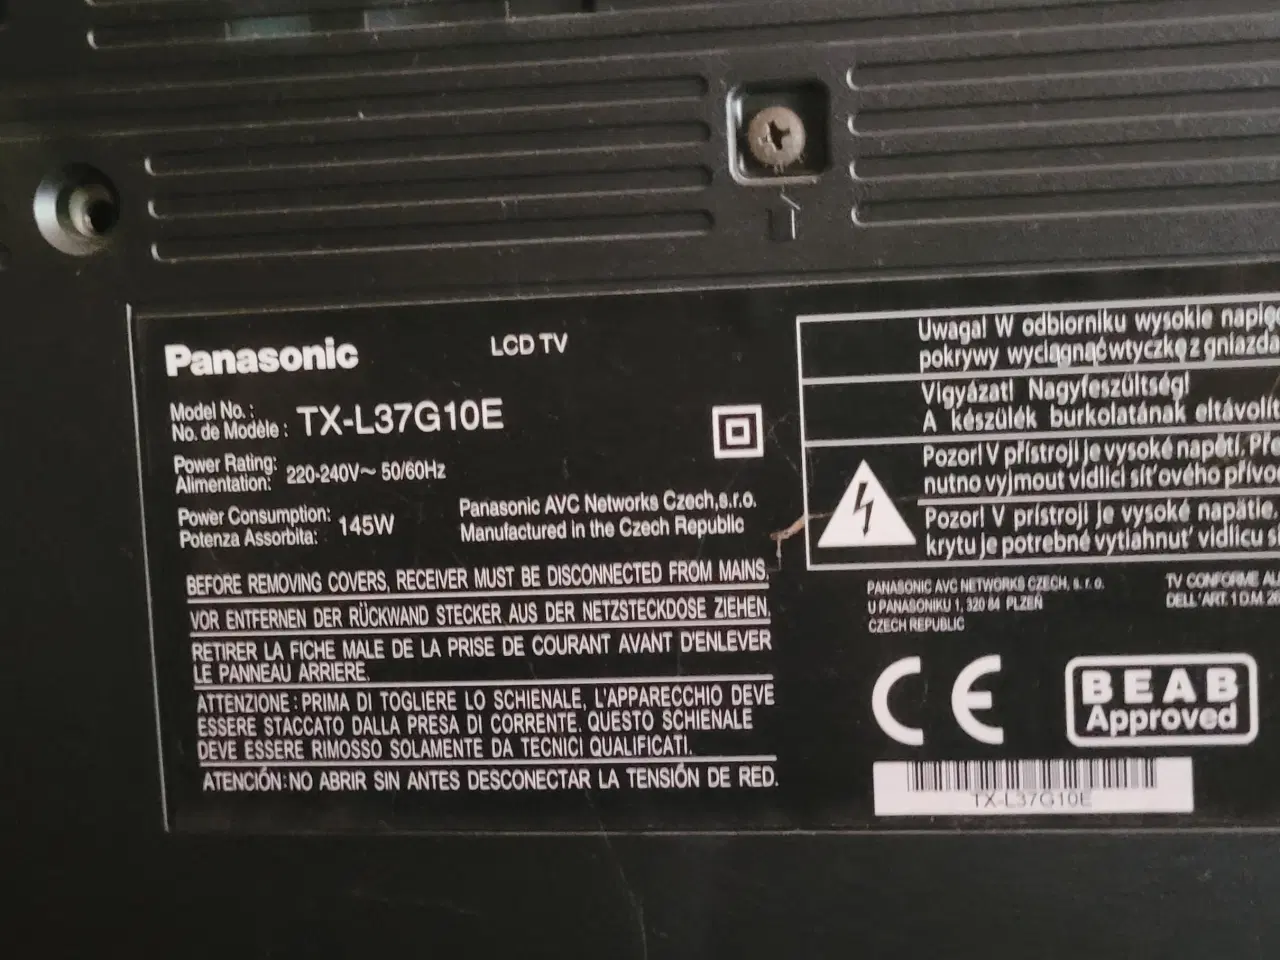 Panasonic
LCD TV
Model No. :
No. de Modèle : TX-L37G10E
Power Rating:
Alimentation: 220-240V~ 50/60Hz
Power Consumption:
Potenza Assorbita: 145W
Panasonic AVC Networks Czech,s.r.o.
Manufactured in the Czech Republic
BEFORE REMOVING COVERS, RECEIVER MUST BE DISCONNECTED FROM MAINS.
VOR ENTFERNEN DER RÜCKWAND STECKER AUS DER NETZSTECKDOSE ZIEHEN.
RETIRER LA FICHE MALE DE LA PRISE DE COURANT AVANT D'ENLEVER
LE PANNEAU ARRIERE.
ATTENZIONE : PRIMA DI TOGLIERE LO SCHIENALE, L'APPARECCHIO DEVE
ESSERE STACCATO DALLA PRESA DI CORRENTE. QUESTO SCHIENALE
DEVE ESSERE RIMOSSO SOLAMENTE DA TECNICI QUALIFICATI.
ATENCIÓN: NO ABRIR SIN ANTES DESCONECTAR LA TENSIÓN DE RED.
Uwaga! W odbiorniku wysokie
pokrywy wyciągnąćwtyczkę z gniazda
Vigyázat! Nagyfeszültség!
A készülék burkolatának
Pozor! V přístroji je vysoké napětí.
nutno vyjmout vidlici síťového
Pozor! V prístroji je vysoké napätie.
krytu je potrebné vytiahnuť vidlicu
PANASONIC AVC NETWORKS CZECH, s. r. o.
U PANASONIKU 1, 320 84 PLZEŇ
CZECH REPUBLIC
TV CONFORME
DELL'ART. 1 D.M.
CE
BEAB
Approved
TX-L37G10E